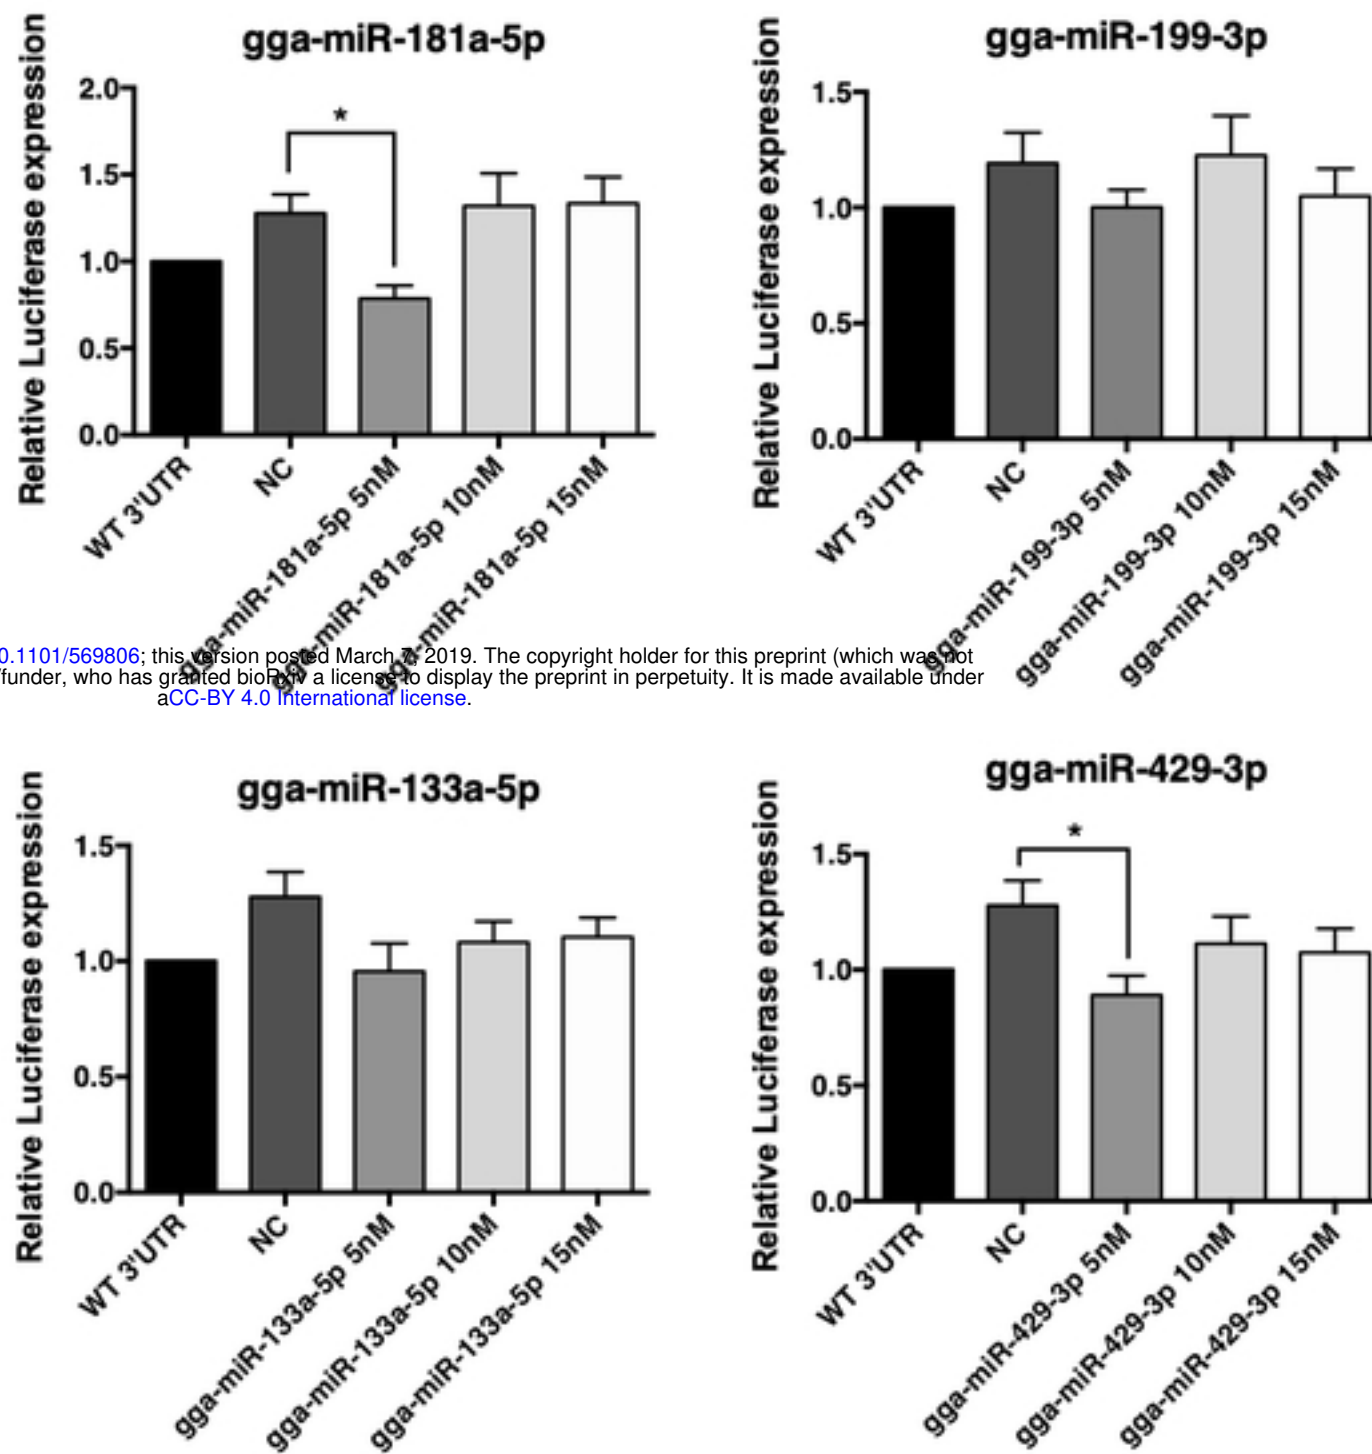 gga-miR-181a-5p
Relative Luciferase expression
2.0
1.5
1.0
0.5
0.0
*
WT 3'UTR
NC
gga-miR-181a-5p 5nM
gga-miR-181a-5p 10nM
gga-miR-181a-5p 15nM
gga-miR-199-3p
Relative Luciferase expression
1.5
1.0
0.5
0.0
WT 3'UTR
NC
gga-miR-199-3p 5nM
gga-miR-199-3p 10nM
gga-miR-199-3p 15nM
0.1101/569806; this version posted March 7, 2019. The copyright holder for this preprint (which was not
/funder, who has granted bioRxiv a license to display the preprint in perpetuity. It is made available under
aCC-BY 4.0 International license.
gga-miR-133a-5p
Relative Luciferase expression
1.5
1.0
0.5
0.0
WT 3'UTR
NC
gga-miR-133a-5p 5nM
gga-miR-133a-5p 10nM
gga-miR-133a-5p 15nM
gga-miR-429-3p
Relative Luciferase expression
1.5
1.0
0.5
0.0
*
WT 3'UTR
NC
gga-miR-429-3p 5nM
gga-miR-429-3p 10nM
gga-miR-429-3p 15nM